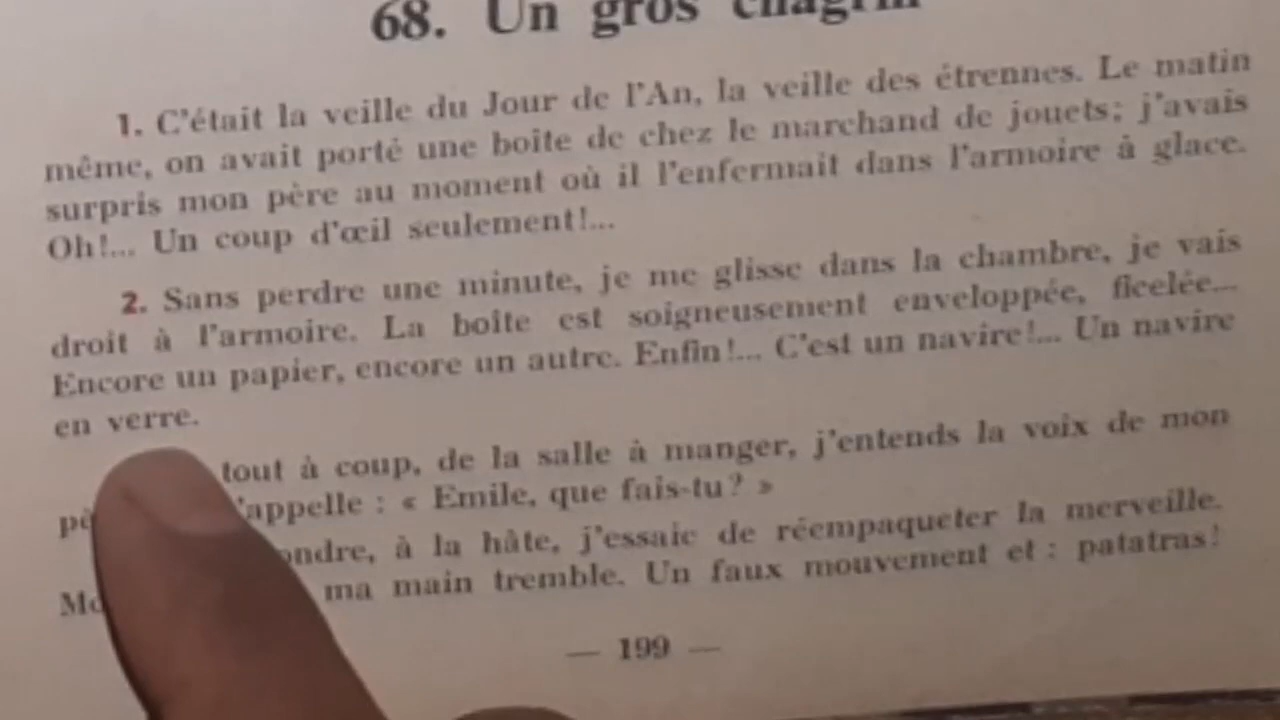 68. Un gros chagrin
1. C'était la veille du Jour de l'An, la veille des étrennes. Le matin
même, on avait porté une boîte de chez le marchand de jouets; j'avais
surpris mon père au moment où il l'enfermait dans l'armoire à glace.
Oh!... Un coup d'œil seulement!...
2. Sans perdre une minute, je me glisse dans la chambre, je vais
droit à l'armoire. La boîte est soigneusement enveloppée, ficelée...
Encore un papier, encore un autre. Enfin!... C'est un navire!... Un navire
en verre.
tout à coup, de la salle à manger, j'entends la voix de mon
'appelle : « Emile, que fais-tu? »
à la hâte, j'essaie de réempaqueter la merveille.
ma main tremble. Un faux mouvement et : patatras!
— 199 —